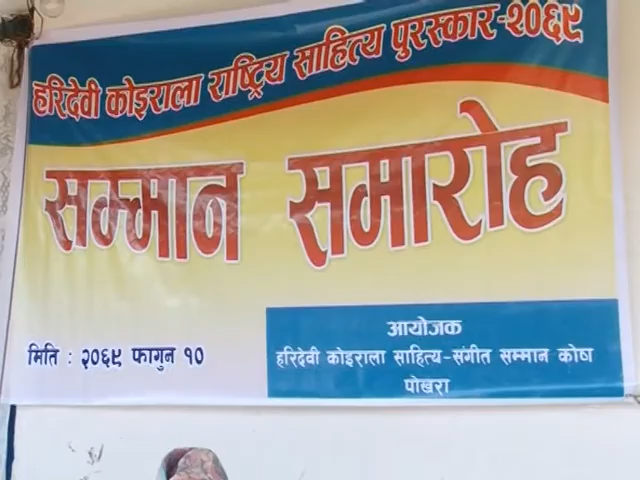 हरिदेवी कोइराला राष्ट्रिय साहित्य पुरस्कार-२०६९
सम्मान समारोह
मिति : २०६९ फागुन १०
आयोजक
हरिदेवी कोइराला साहित्य-संगीत सम्मान कोष
पोखरा